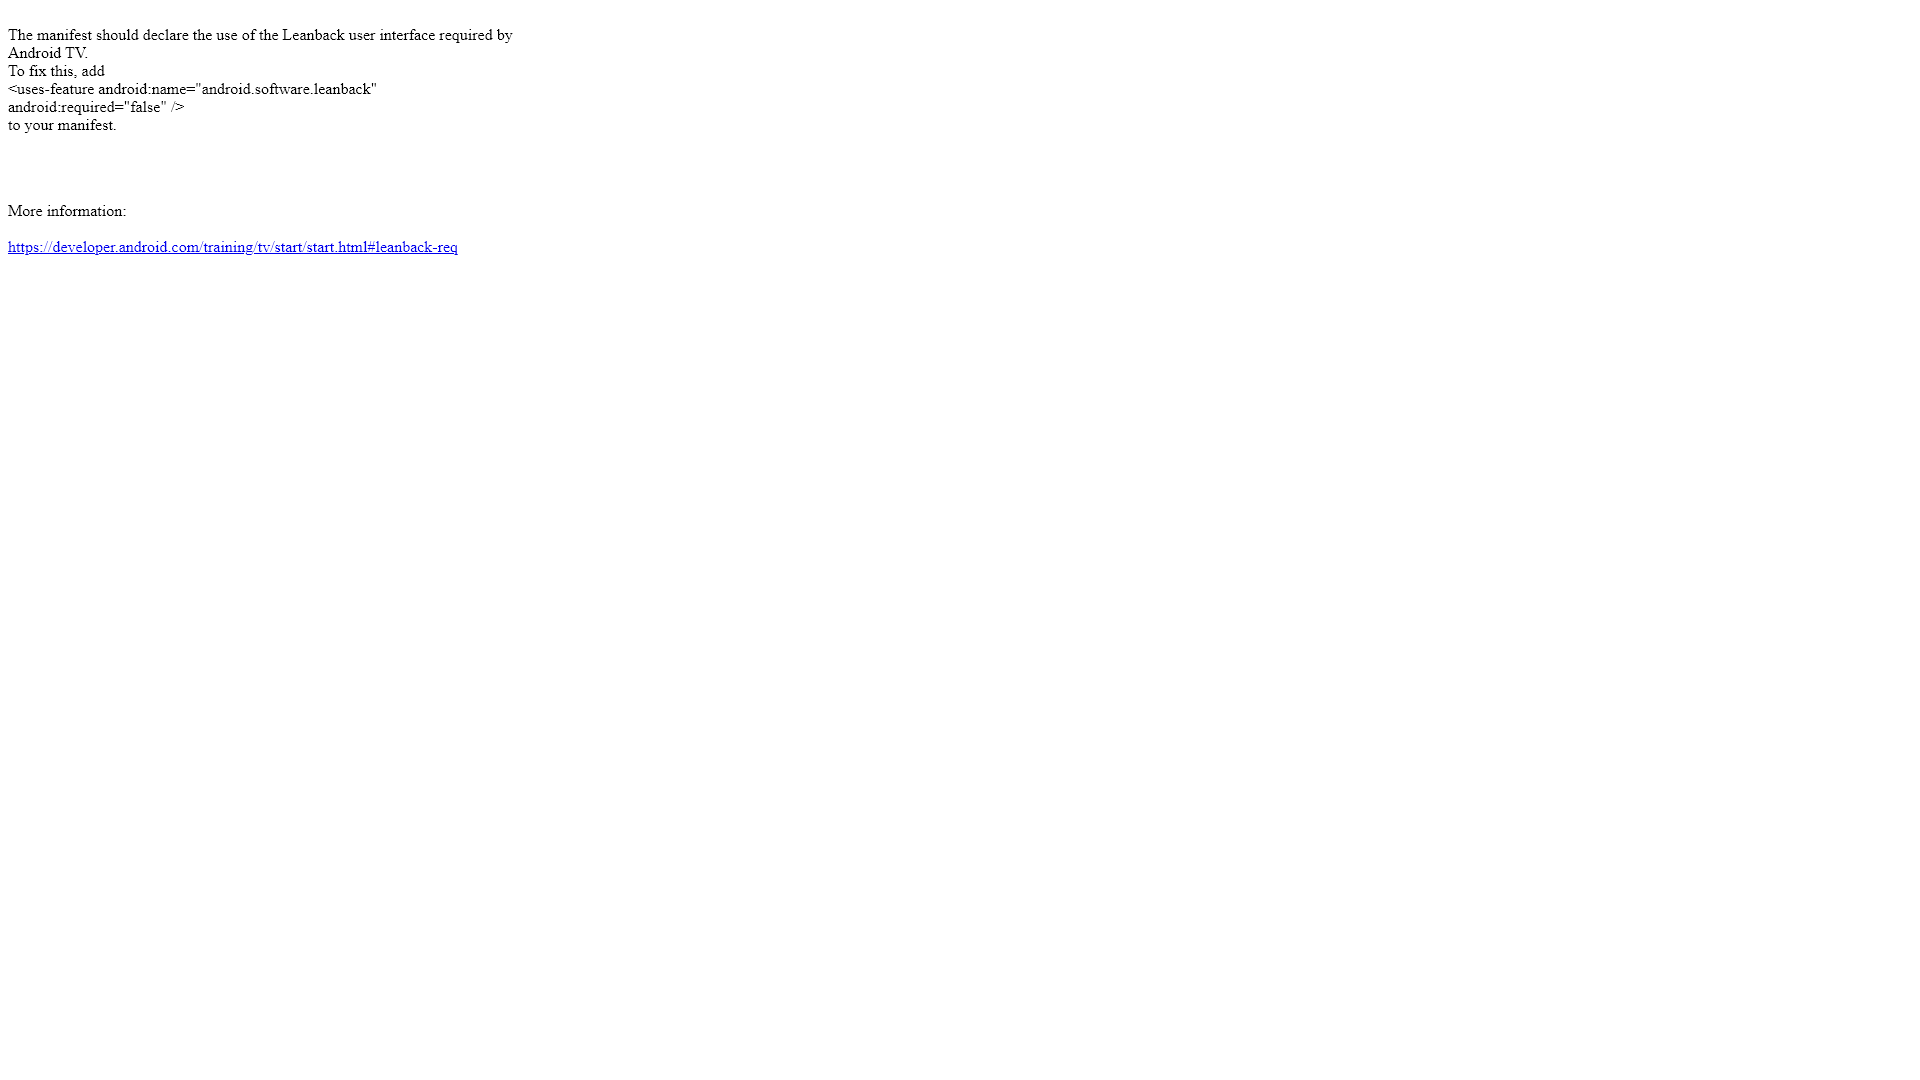 The manifest should declare the use of the Leanback user interface required by
Android TV.
To fix this, add
<uses-feature android:name="android.software.leanback"
android:required="false" />
to your manifest.
More information:
https://developer.android.com/training/tv/start/start.html#leanback-req